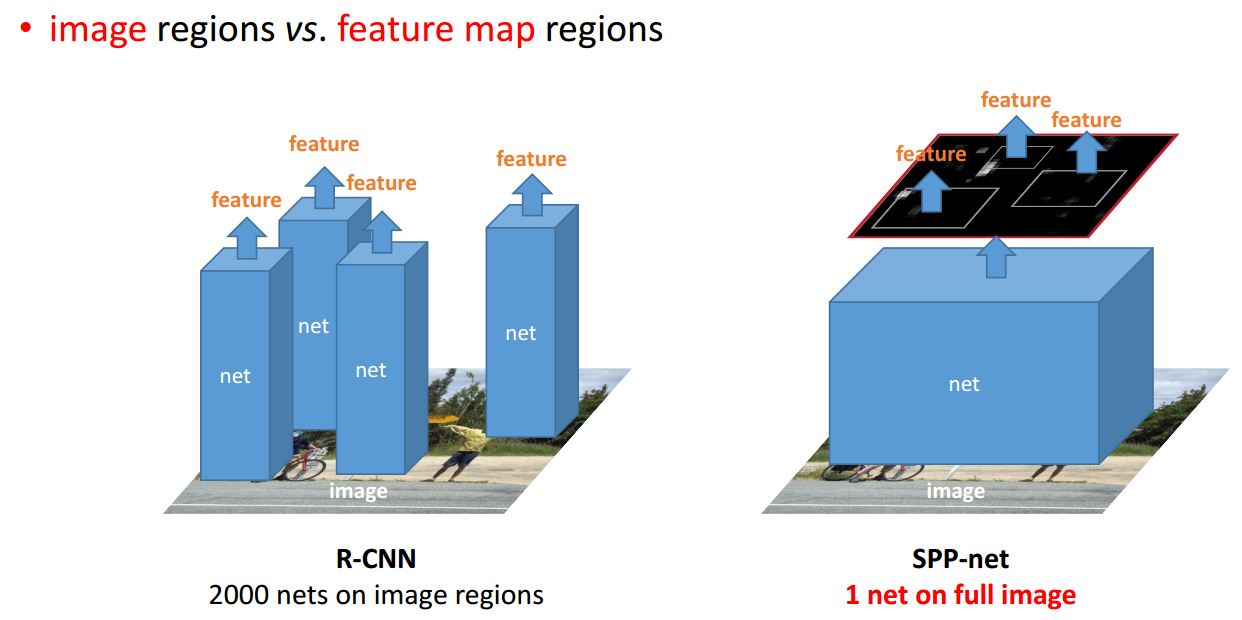 • image regions vs. feature map regions
feature
feature
feature
feature
net
net
net
net
image
R-CNN
2000 nets on image regions
feature
feature
feature
net
image
SPP-net
1 net on full image